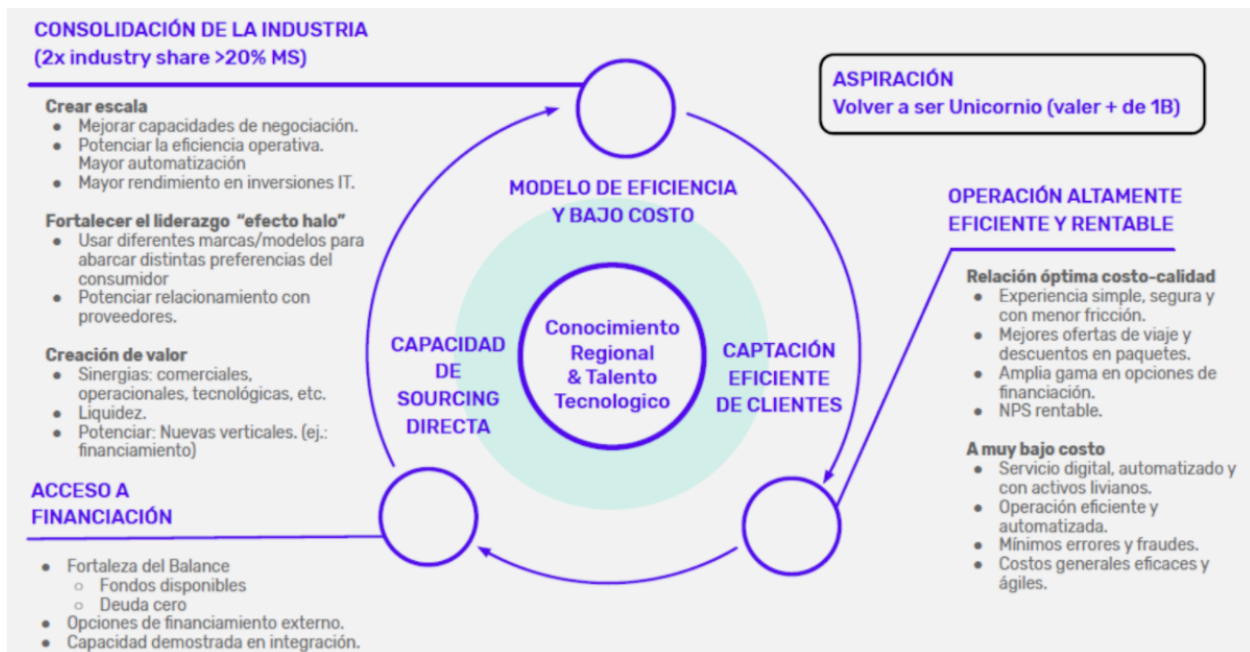 CONSOLIDACIÓN DE LA INDUSTRIA
(2x industry share >20% MS)
Crear escala
● Mejorar capacidades de negociación.
● Potenciar la eficiencia operativa.
Mayor automatización
● Mayor rendimiento en inversiones IT.
Fortalecer el liderazgo “efecto halo”
● Usar diferentes marcas/modelos para
abarcar distintas preferencias del
consumidor
● Potenciar relacionamiento con
proveedores.
Creación de valor
● Sinergias: comerciales,
operacionales, tecnológicas, etc.
● Liquidez.
● Potenciar: Nuevas verticales. (ej.:
financiamiento)
ACCESO A
FINANCIACIÓN
● Fortaleza del Balance
○ Fondos disponibles
○ Deuda cero
● Opciones de financiamiento externo.
● Capacidad demostrada en integración.
MODELO DE EFICIENCIA
Y BAJO COSTO
CAPACIDAD
DE
SOURCING
DIRECTA
Conocimiento
Regional
& Talento
Tecnologico
CAPTACIÓN
EFICIENTE
DE CLIENTES
ASPIRACIÓN
Volver a ser Unicornio (valer + de 1B)
OPERACIÓN ALTAMENTE
EFICIENTE Y RENTABLE
Relación óptima costo-calidad
● Experiencia simple, segura y
con menor fricción.
● Mejores ofertas de viaje y
descuentos en paquetes.
● Amplia gama en opciones de
financiación.
● NPS rentable.
A muy bajo costo
● Servicio digital, automatizado y
con activos livianos.
● Operación eficiente y
automatizada.
● Mínimos errores y fraudes.
● Costos generales eficaces y
ágiles.